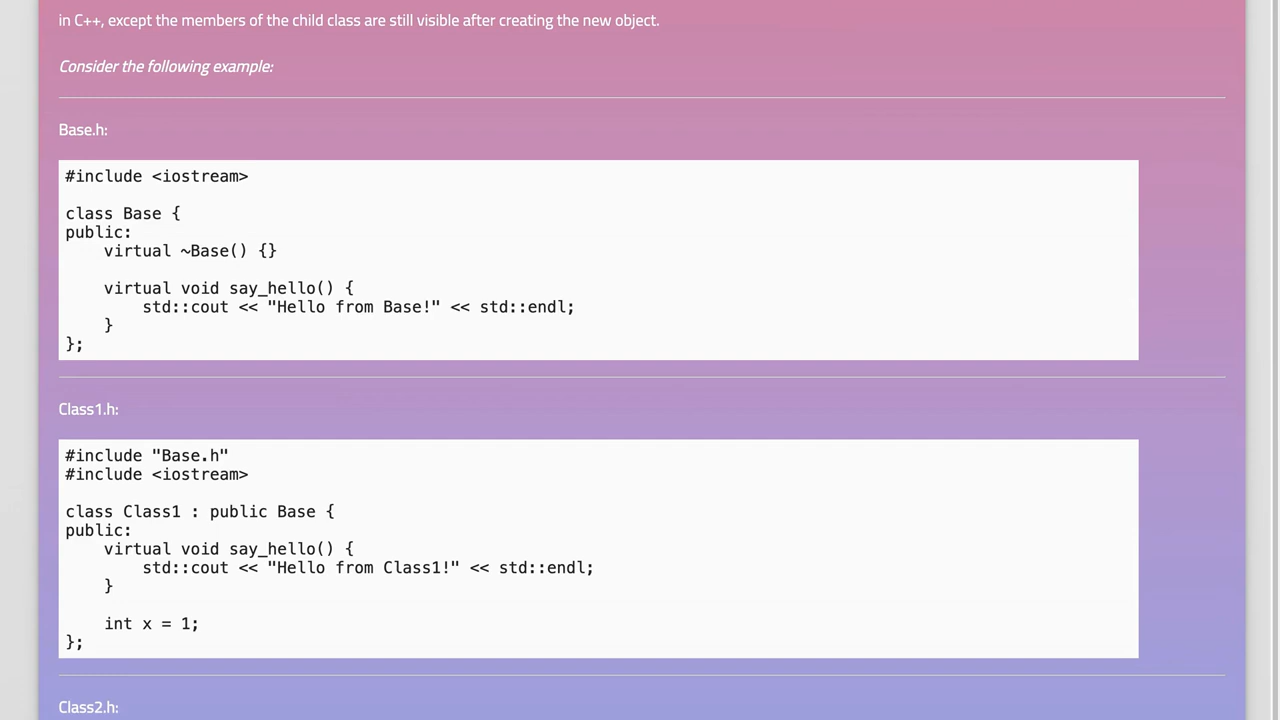 in C++, except the members of the child class are still visible after creating the new object.
Consider the following example:
Base.h:
#include <iostream>
class Base {
public:
    virtual ~Base() {}
    virtual void say_hello() {
        std::cout << "Hello from Base!" << std::endl;
    }
};
Class1.h:
#include "Base.h"
#include <iostream>
class Class1 : public Base {
public:
    virtual void say_hello() {
        std::cout << "Hello from Class1!" << std::endl;
    }
    int x = 1;
};
Class2.h: